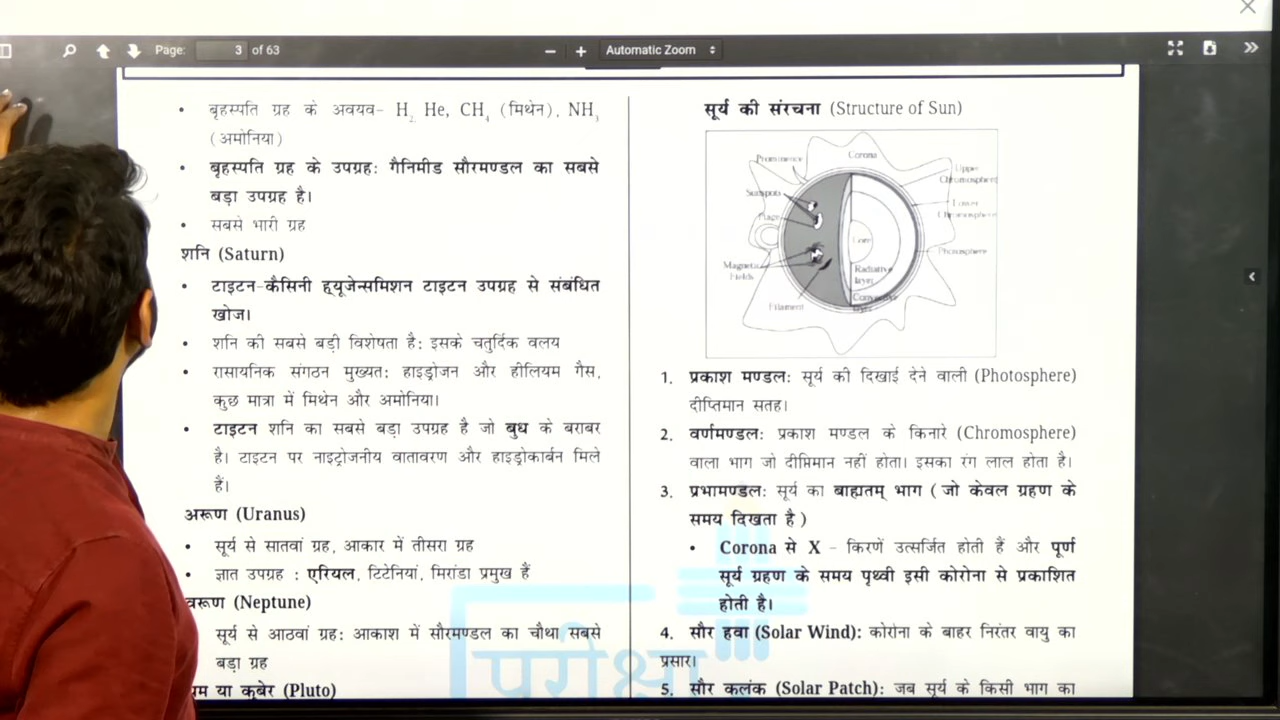 Page: 3 of 63
Automatic Zoom
• बृहस्पति ग्रह के अवयव- H2, He, CH4 (मिथेन), NH3
(अमोनिया)
• बृहस्पति ग्रह के उपग्रह: गैनिमीड सौरमण्डल का सबसे
बड़ा उपग्रह है।
• सबसे भारी ग्रह
शनि (Saturn)
• टाइटन-कैसिनी ह्यूजेन्समिशन टाइटन उपग्रह से संबंधित
खोज।
• शनि की सबसे बड़ी विशेषता है: इसके चतुर्दिक वलय
• रासायनिक संगठन मुख्यत: हाइड्रोजन और हीलियम गैस,
कुछ मात्रा में मिथेन और अमोनिया।
• टाइटन शनि का सबसे बड़ा उपग्रह है जो बुध के बराबर
है। टाइटन पर नाइट्रोजनीय वातावरण और हाइड्रोकार्बन मिले
हैं।
अरूण (Uranus)
• सूर्य से सातवां ग्रह, आकार में तीसरा ग्रह
• ज्ञात उपग्रह : एरियल, टिटेनियां, मिरांडा प्रमुख हैं
वरूण (Neptune)
सूर्य से आठवां ग्रह: आकाश में सौरमण्डल का चौथा सबसे
बड़ा ग्रह
यम या कुबेर (Pluto)
सूर्य की संरचना (Structure of Sun)
Prominence
Corona
Upper
Chromosphere
Sunspots
Lower
Chromosphere
Plage
Core
Photosphere
Magnetic
Fields
Radiative
layer
Convective
layer
Filament
1. प्रकाश मण्डल: सूर्य की दिखाई देने वाली (Photosphere)
दीप्तिमान सतह।
2. वर्णमण्डल: प्रकाश मण्डल के किनारे (Chromosphere)
वाला भाग जो दीप्तिमान नहीं होता। इसका रंग लाल होता है।
3. प्रभामण्डल: सूर्य का बाह्यतम् भाग ( जो केवल ग्रहण के
समय दिखता है )
• Corona से X - किरणें उत्सर्जित होती हैं और पूर्ण
सूर्य ग्रहण के समय पृथ्वी इसी कोरोना से प्रकाशित
होती है।
4. सौर हवा (Solar Wind): कोरोना के बाहर निरंतर वायु का
प्रसार।
5. सौर कलंक (Solar Patch): जब सूर्य के किसी भाग का
परीक्षा